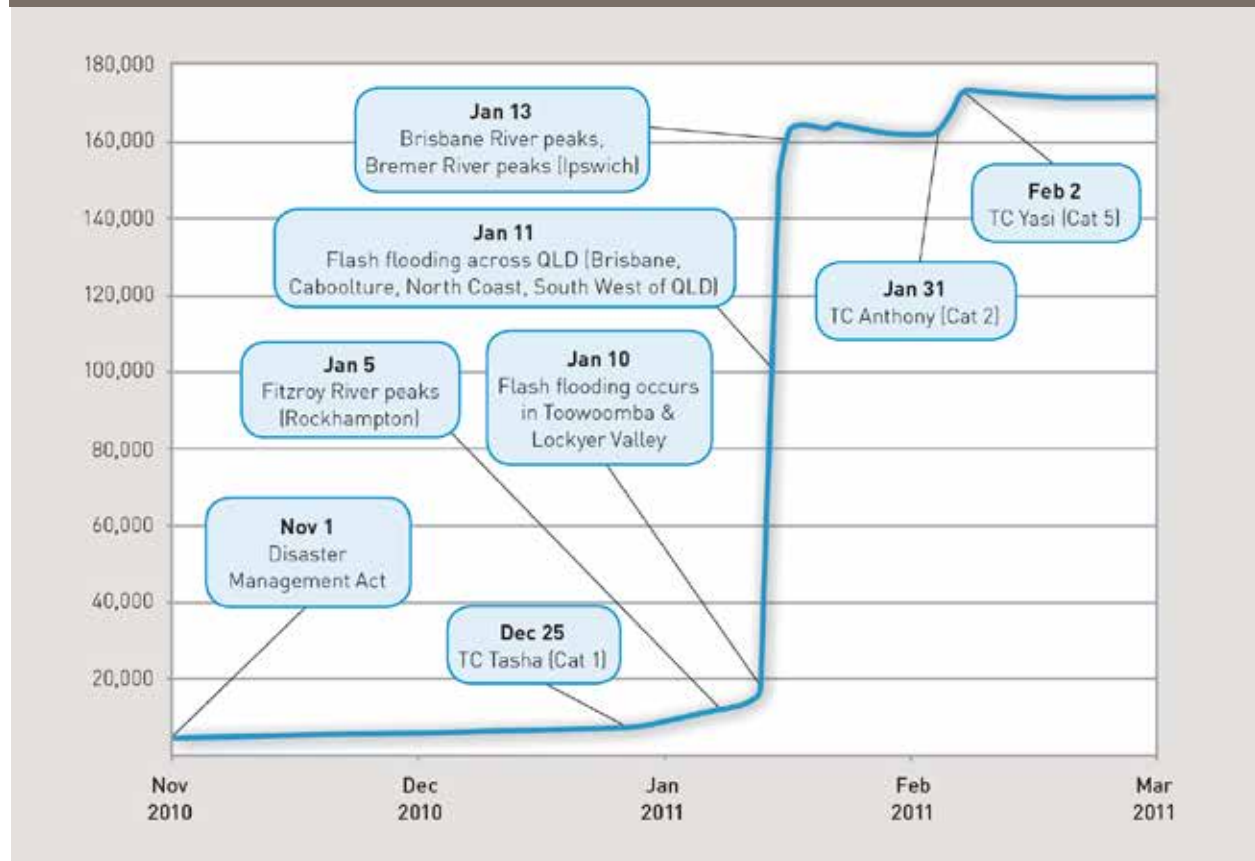 180,000
160,000
140,000
120,000
100,000
80,000
60,000
40,000
20,000
Jan 13
Brisbane River peaks,
Bremer River peaks (Ipswich)
Jan 11
Flash flooding across QLD (Brisbane,
Caboolture, North Coast, South West of QLD)
Jan 5
Fitzroy River peaks
(Rockhampton)
Jan 10
Flash flooding occurs
in Toowoomba &
Lockyer Valley
Nov 1
Disaster
Management Act
Dec 25
TC Tasha (Cat 1)
Feb 2
TC Yasi (Cat 5)
Jan 31
TC Anthony (Cat 2)
Nov
2010
Dec
2010
Jan
2011
Feb
2011
Mar
2011